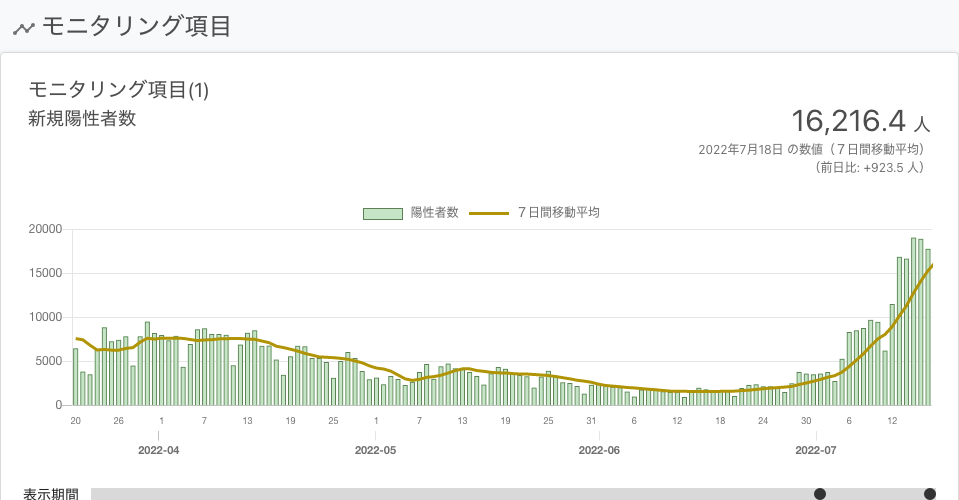 モニタリング項目
モニタリング項目(1)
新規陽性者数
16,216.4 人
2022年7月18日 の数値（７日間移動平均）
（前日比: +923.5 人）
陽性者数 ７日間移動平均
20000
15000
10000
5000
0
20 26 1 7 13 19 25 1 7 13 19 25 31 6 12 18 24 30 6 12
2022-04 2022-05 2022-06 2022-07
表示期間